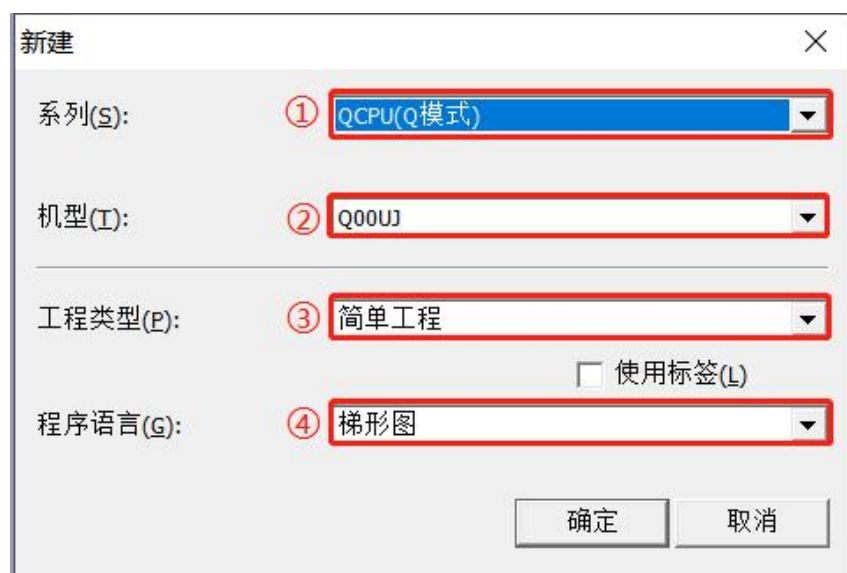 新建
系列(S): ① QCPU(Q模式)
机型(T): ② Q00UJ
工程类型(P): ③ 简单工程
使用标签(L)
程序语言(G): ④ 梯形图
确定 取消